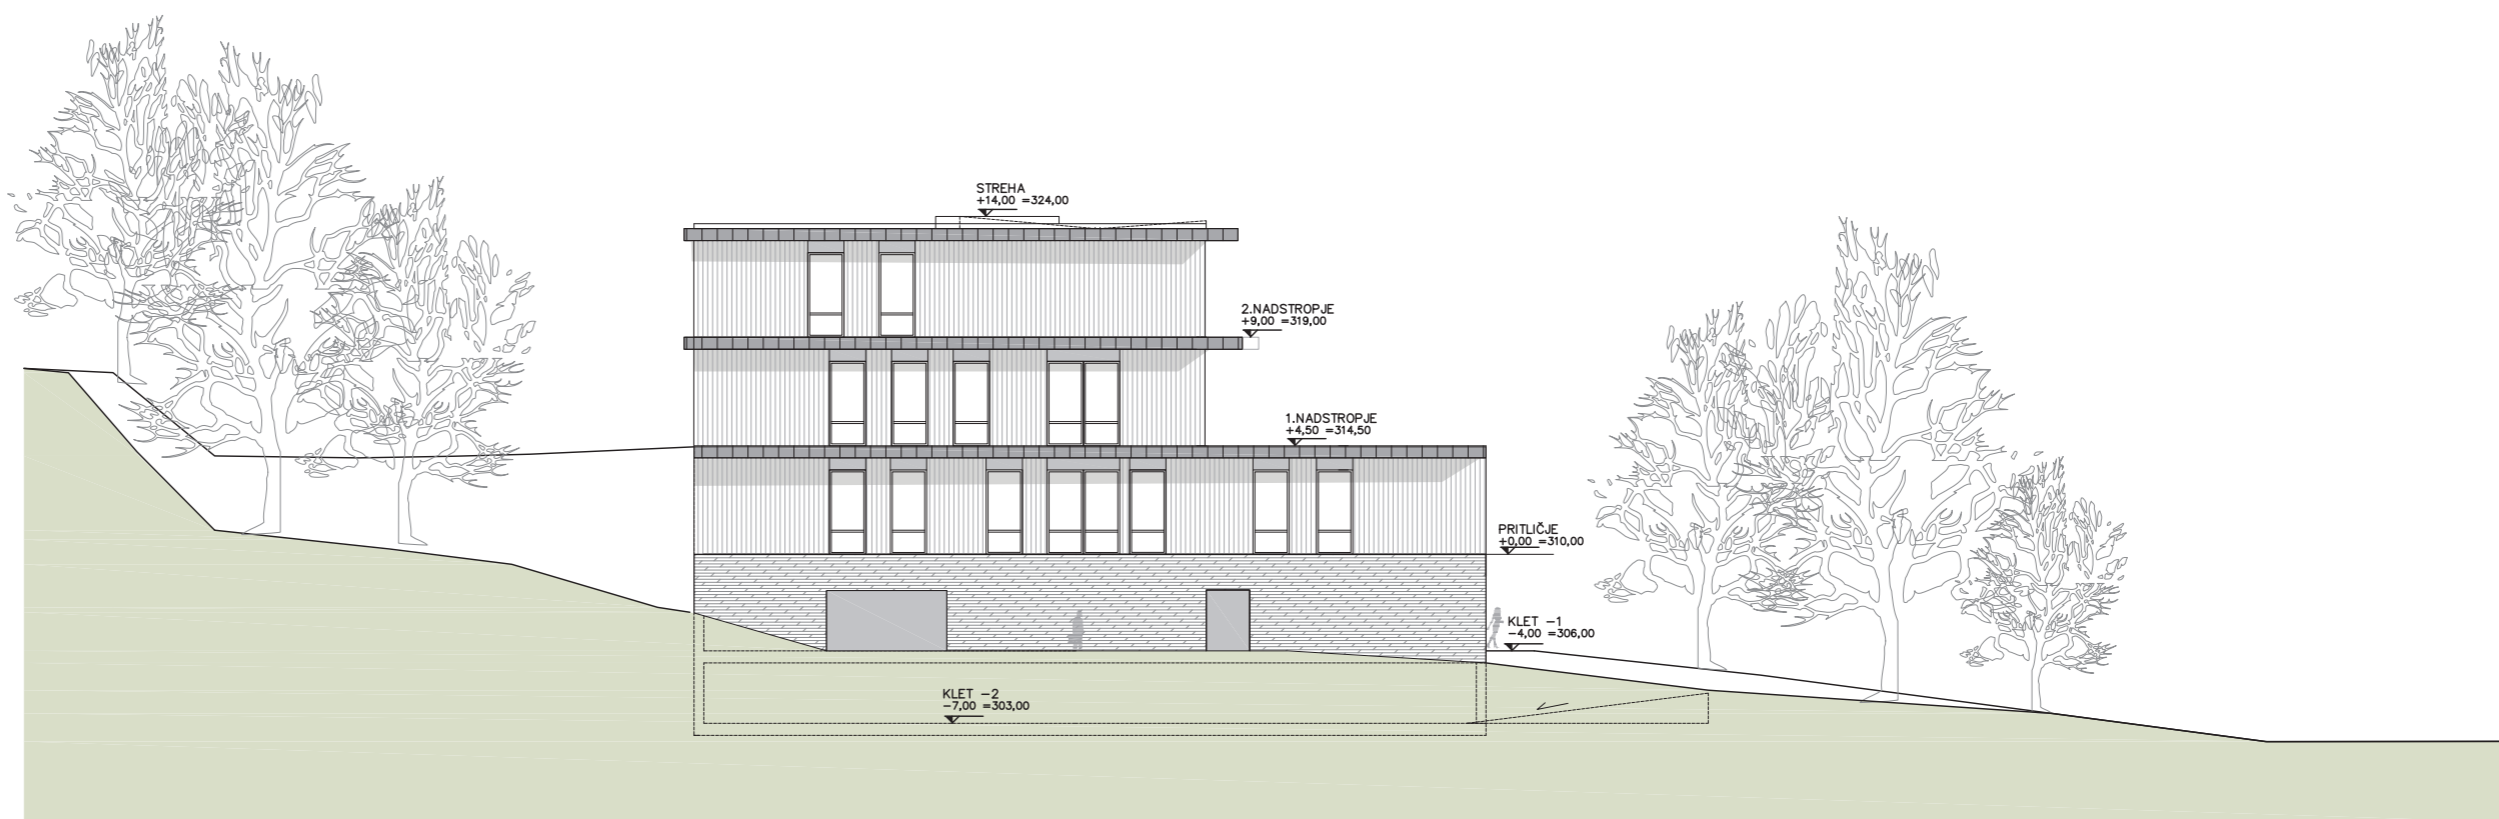 STREHA
+14,00 =324,00
2.NADSTROPJE
+9,00 =319,00
1.NADSTROPJE
+4,50 =314,50
PRITLIČJE
+0,00 =310,00
KLET -1
-4,00 =306,00
KLET -2
-7,00 =303,00